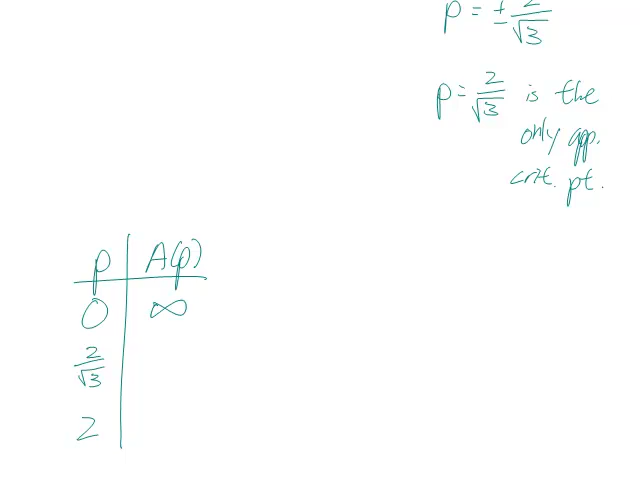 p = ± 2/√3
p = 2/√3 is the
only app.
crit. pt.
p | A(p)
0 | ∞
2/√3 |
2 |